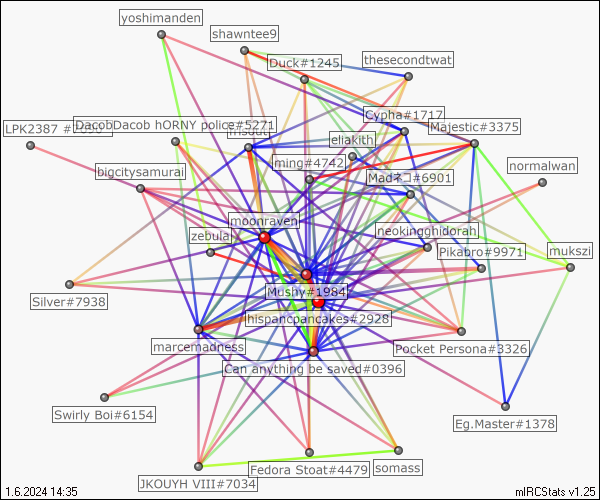 yoshimanden
shawntee9
Duck#1245
thesecondtwat
Cypha#1717
LPK2387
DacobDacob hORNY police#5271
Majestic#3375
eliakith
ming#4742
normalwan
bigcitysamurai
Madネコ#6901
moonraven
zebulai
neokingghidorah
Pikabro#9971
mukszi
Silver#7938
Mushy#1984
hispancpancakes#2928
marcemadness
Pocket Persona#3326
Can anything be saved#0396
Swirly Boi#6154
Eg.Master#1378
Fedora Stoat#4479
somass
JKOUYH VIII#7034
1.6.2024 14:35
mIRCStats v1.25